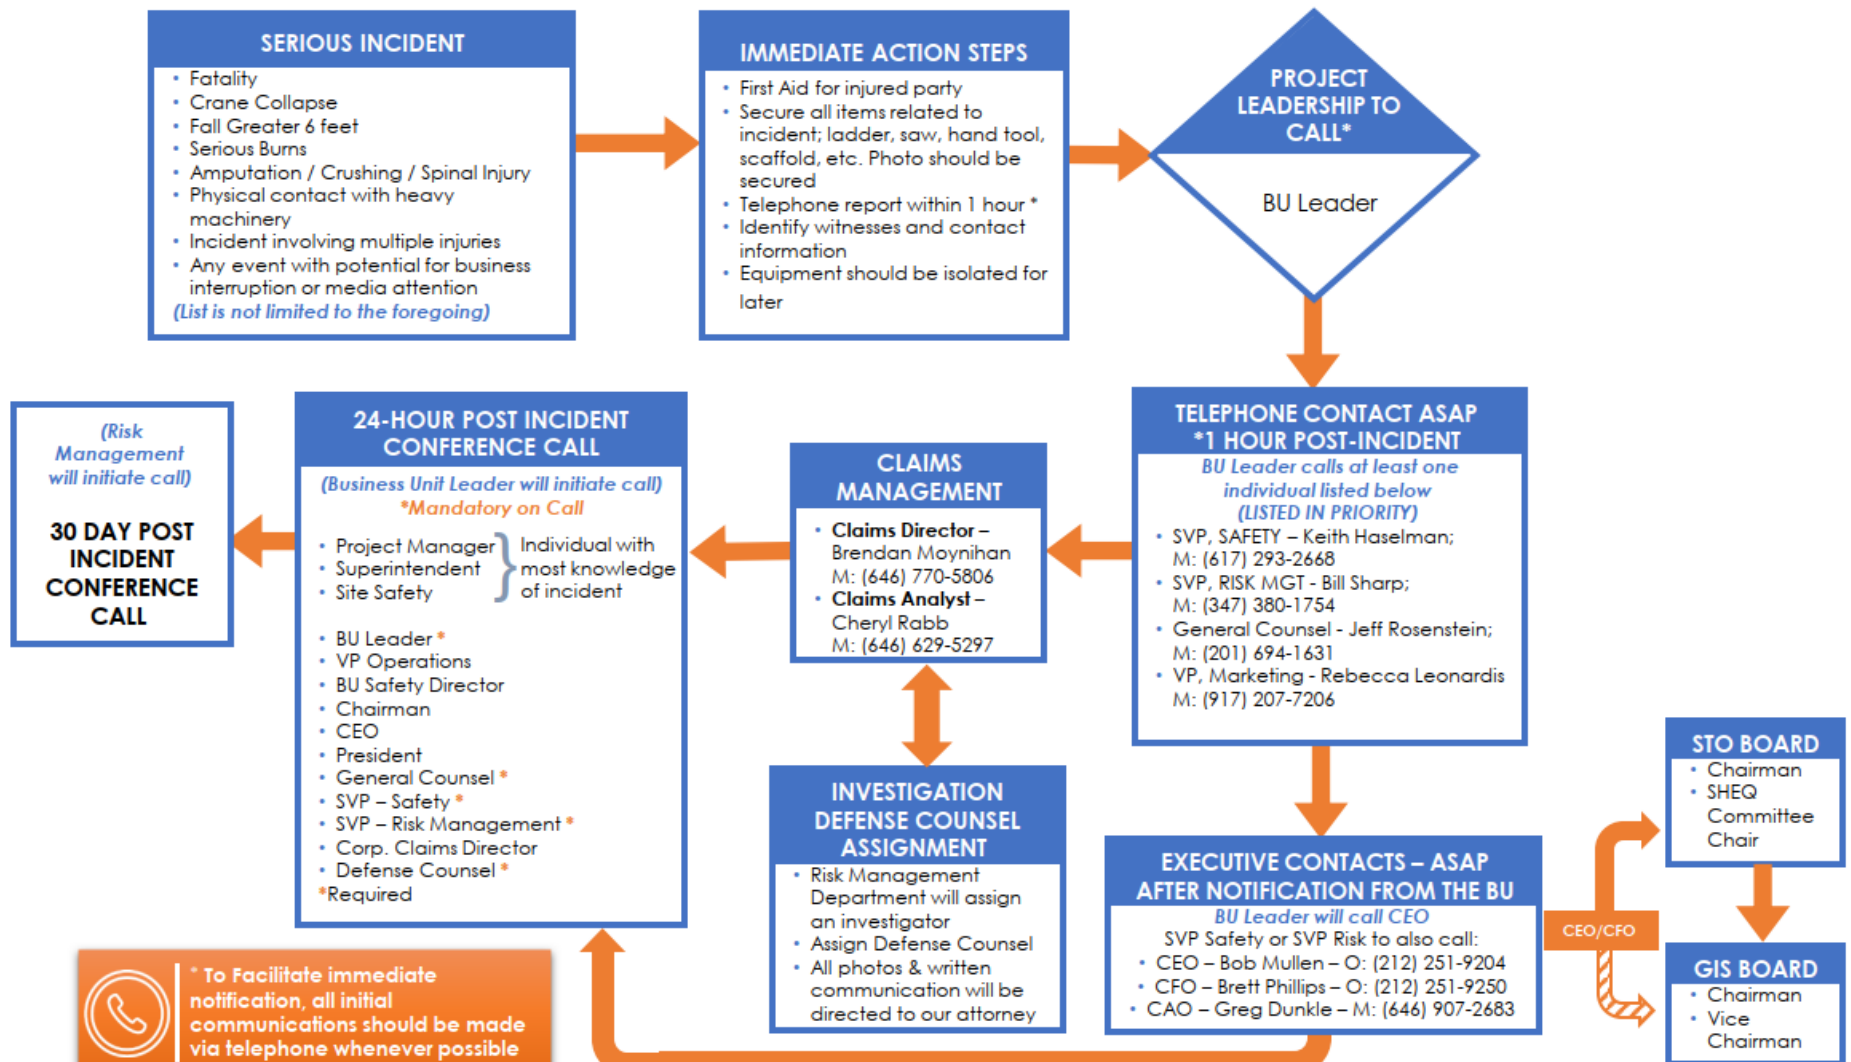 SERIOUS INCIDENT
• Fatality
• Crane Collapse
• Fall Greater 6 feet
• Serious Burns
• Amputation / Crushing / Spinal Injury
• Physical contact with heavy
machinery
• Incident involving multiple injuries
• Any event with potential for business
interruption or media attention
(List is not limited to the foregoing)
IMMEDIATE ACTION STEPS
• First Aid for injured party
• Secure all items related to
incident; ladder, saw, hand tool,
scaffold, etc. Photo should be
secured
• Telephone report within 1 hour *
• Identify witnesses and contact
information
• Equipment should be isolated for
later
PROJECT
LEADERSHIP TO
CALL*
BU Leader
TELEPHONE CONTACT ASAP
*1 HOUR POST-INCIDENT
BU Leader calls at least one
individual listed below
(LISTED IN PRIORITY)
• SVP, SAFETY – Keith Haselman;
M: (617) 293-2668
• SVP, RISK MGT - Bill Sharp;
M: (347) 380-1754
• General Counsel - Jeff Rosenstein;
M: (201) 694-1631
• VP, Marketing - Rebecca Leonardis
M: (917) 207-7206
CLAIMS
MANAGEMENT
• Claims Director –
Brendan Moynihan
M: (646) 770-5806
• Claims Analyst –
Cheryl Rabb
M: (646) 629-5297
INVESTIGATION
DEFENSE COUNSEL
ASSIGNMENT
• Risk Management
Department will assign
an investigator
• Assign Defense Counsel
• All photos & written
communication will be
directed to our attorney
24-HOUR POST INCIDENT
CONFERENCE CALL
(Business Unit Leader will initiate call)
*Mandatory on Call
• Project Manager
• Superintendent
• Site Safety
Individual with
most knowledge
of incident
• BU Leader *
• VP Operations
• BU Safety Director
• Chairman
• CEO
• President
• General Counsel *
• SVP – Safety *
• SVP – Risk Management *
• Corp. Claims Director
• Defense Counsel *
*Required
(Risk
Management
will initiate call)
30 DAY POST
INCIDENT
CONFERENCE
CALL
EXECUTIVE CONTACTS – ASAP
AFTER NOTIFICATION FROM THE BU
BU Leader will call CEO
SVP Safety or SVP Risk to also call:
• CEO – Bob Mullen – O: (212) 251-9204
• CFO – Brett Phillips – O: (212) 251-9250
• CAO – Greg Dunkle – M: (646) 907-2683
CEO/CFO
STO BOARD
• Chairman
• SHEQ
Committee
Chair
GIS BOARD
• Chairman
• Vice
Chairman
* To Facilitate immediate
notification, all initial
communications should be made
via telephone whenever possible